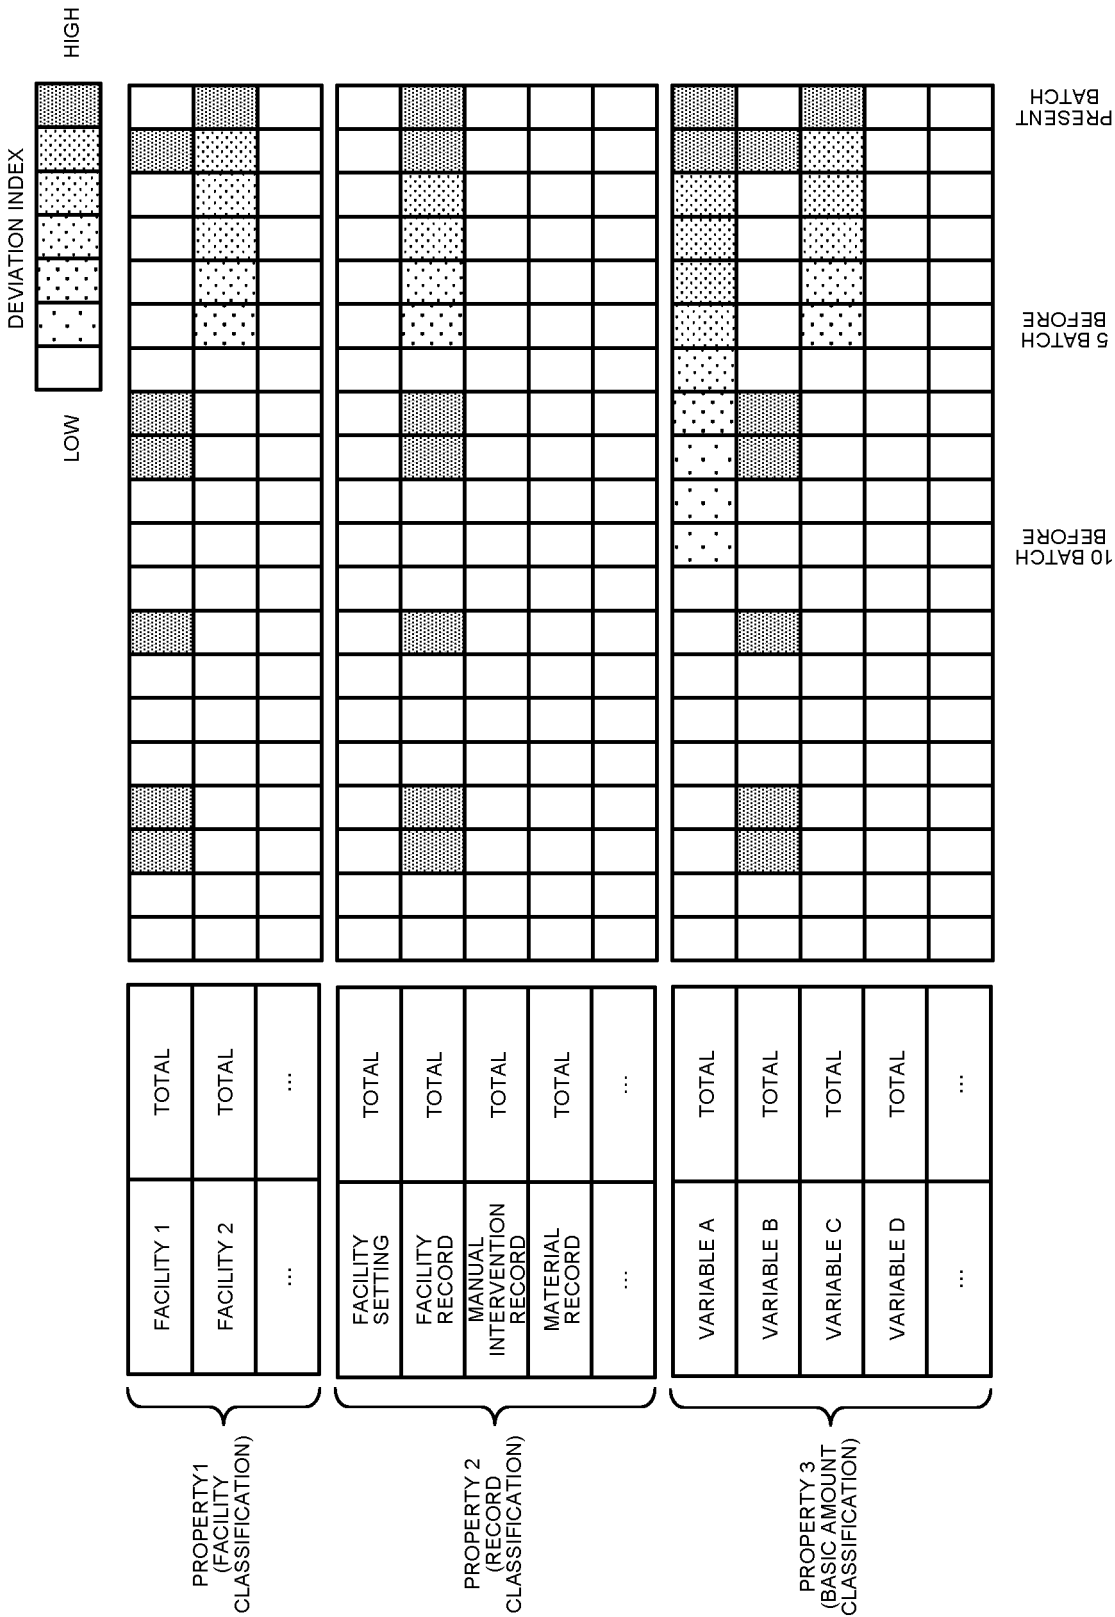 DEVIATION INDEX
LOW
HIGH
PROPERTY1
(FACILITY
CLASSIFICATION)
FACILITY 1
TOTAL
FACILITY 2
TOTAL
...
...
PROPERTY 2
(RECORD
CLASSIFICATION)
FACILITY
SETTING
TOTAL
FACILITY
RECORD
TOTAL
MANUAL
INTERVENTION
RECORD
TOTAL
MATERIAL
RECORD
TOTAL
...
...
PROPERTY 3
(BASIC AMOUNT
CLASSIFICATION)
VARIABLE A
TOTAL
VARIABLE B
TOTAL
VARIABLE C
TOTAL
VARIABLE D
TOTAL
...
...
10 BATCH
BEFORE
5 BATCH
BEFORE
PRESENT
BATCH